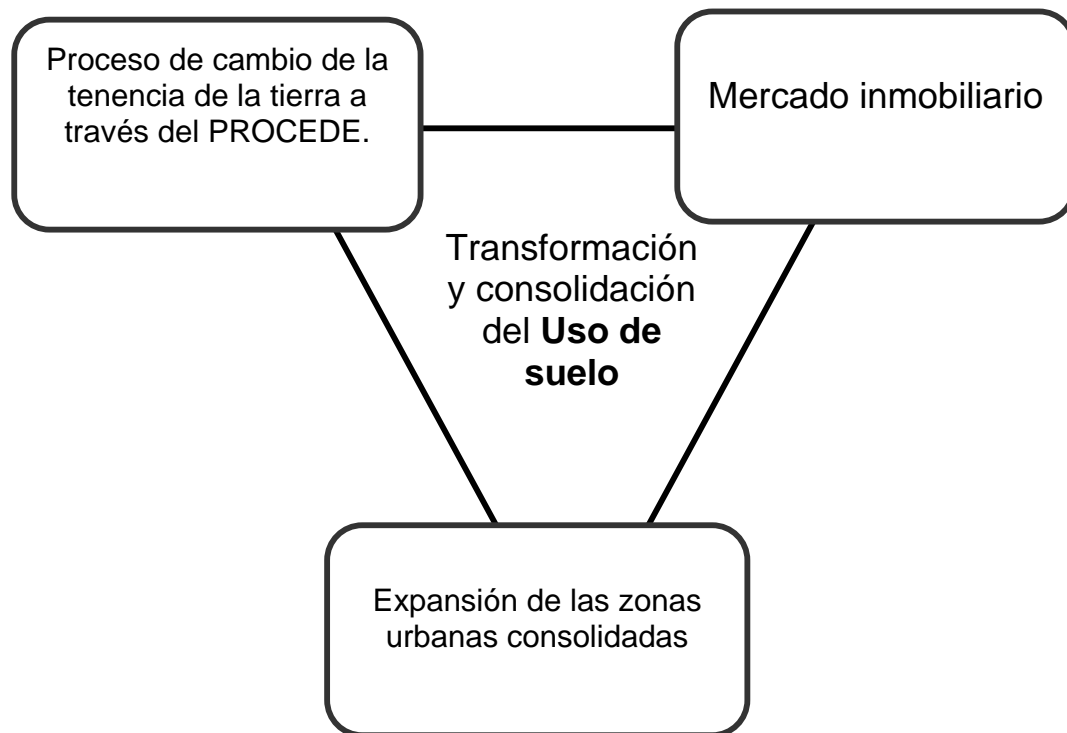 Proceso de cambio de la
tenencia de la tierra a
través del PROCEDE.
Mercado inmobiliario
Transformación
y consolidación
del Uso de
suelo
Expansión de las zonas
urbanas consolidadas